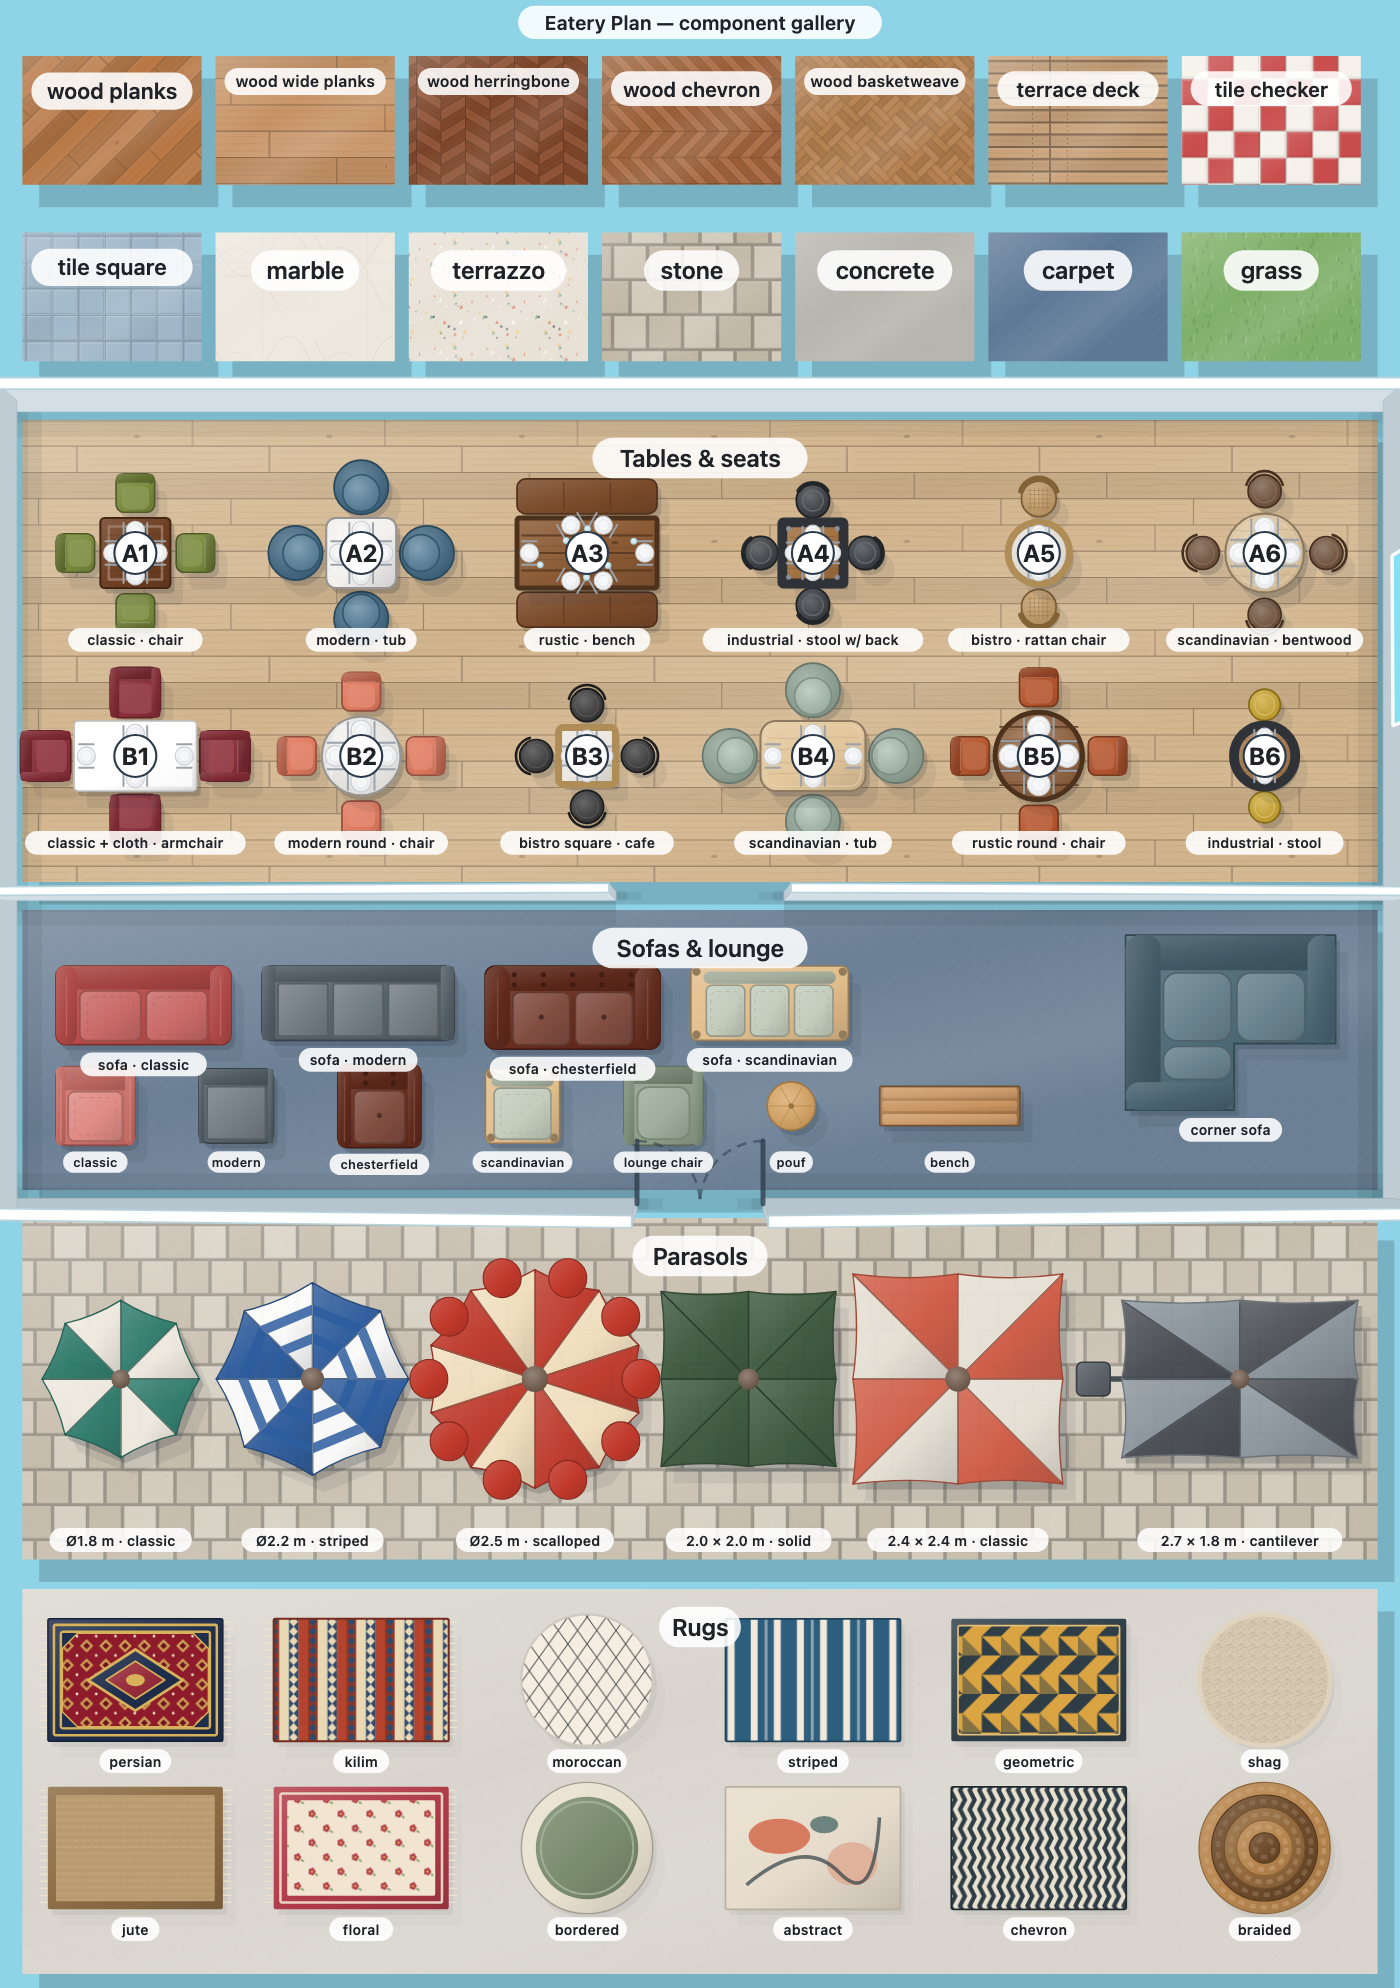 Eatery Plan — component gallery
wood planks
wood wide planks
wood herringbone
wood chevron
wood basketweave
terrace deck
tile checker
tile square
marble
terrazzo
stone
concrete
carpet
grass
Tables & seats
A1
A2
A3
A4
A5
A6
classic · chair
modern · tub
rustic · bench
industrial · stool w/ back
bistro · rattan chair
scandinavian · bentwood
B1
B2
B3
B4
B5
B6
classic + cloth · armchair
modern round · chair
bistro square · cafe
scandinavian · tub
rustic round · chair
industrial · stool
Sofas & lounge
sofa · classic
sofa · modern
sofa · chesterfield
sofa · scandinavian
corner sofa
classic
modern
chesterfield
scandinavian
lounge chair
pouf
bench
Parasols
Ø1.8 m · classic
Ø2.2 m · striped
Ø2.5 m · scalloped
2.0 × 2.0 m · solid
2.4 × 2.4 m · classic
2.7 × 1.8 m · cantilever
Rugs
persian
kilim
moroccan
striped
geometric
shag
jute
floral
bordered
abstract
chevron
braided